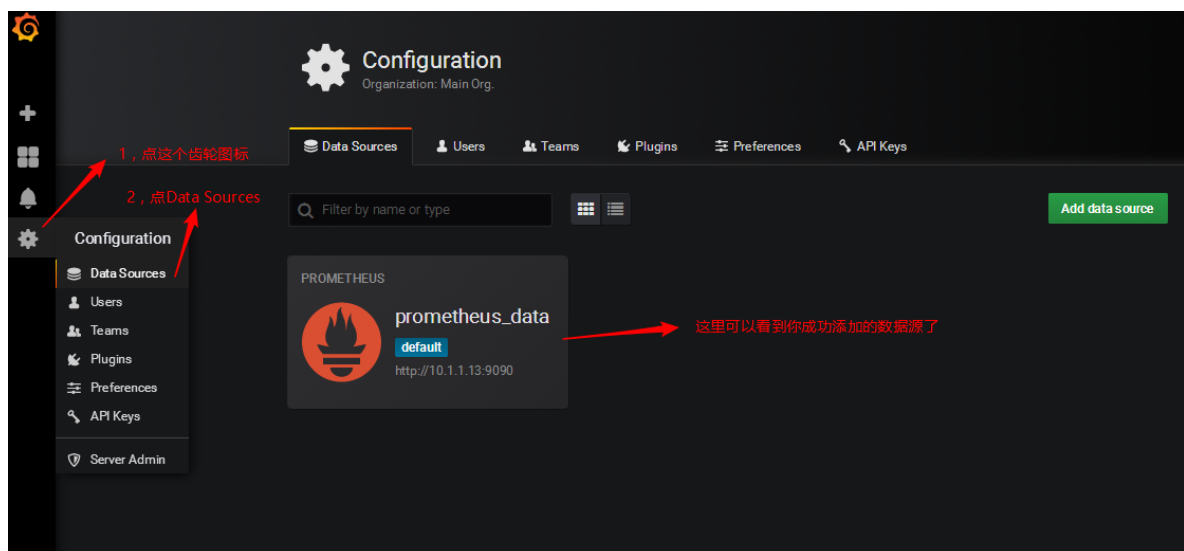 Configuration
Organization: Main Org.
Data Sources Users Teams Plugins Preferences API Keys
1，点这个齿轮图标
2，点Data Sources
Filter by name or type
Add data source
Configuration
Data Sources
Users
Teams
Plugins
Preferences
API Keys
Server Admin
PROMETHEUS
prometheus_data
default
http://10.1.1.13:9090
这里可以看到你成功添加的数据源了